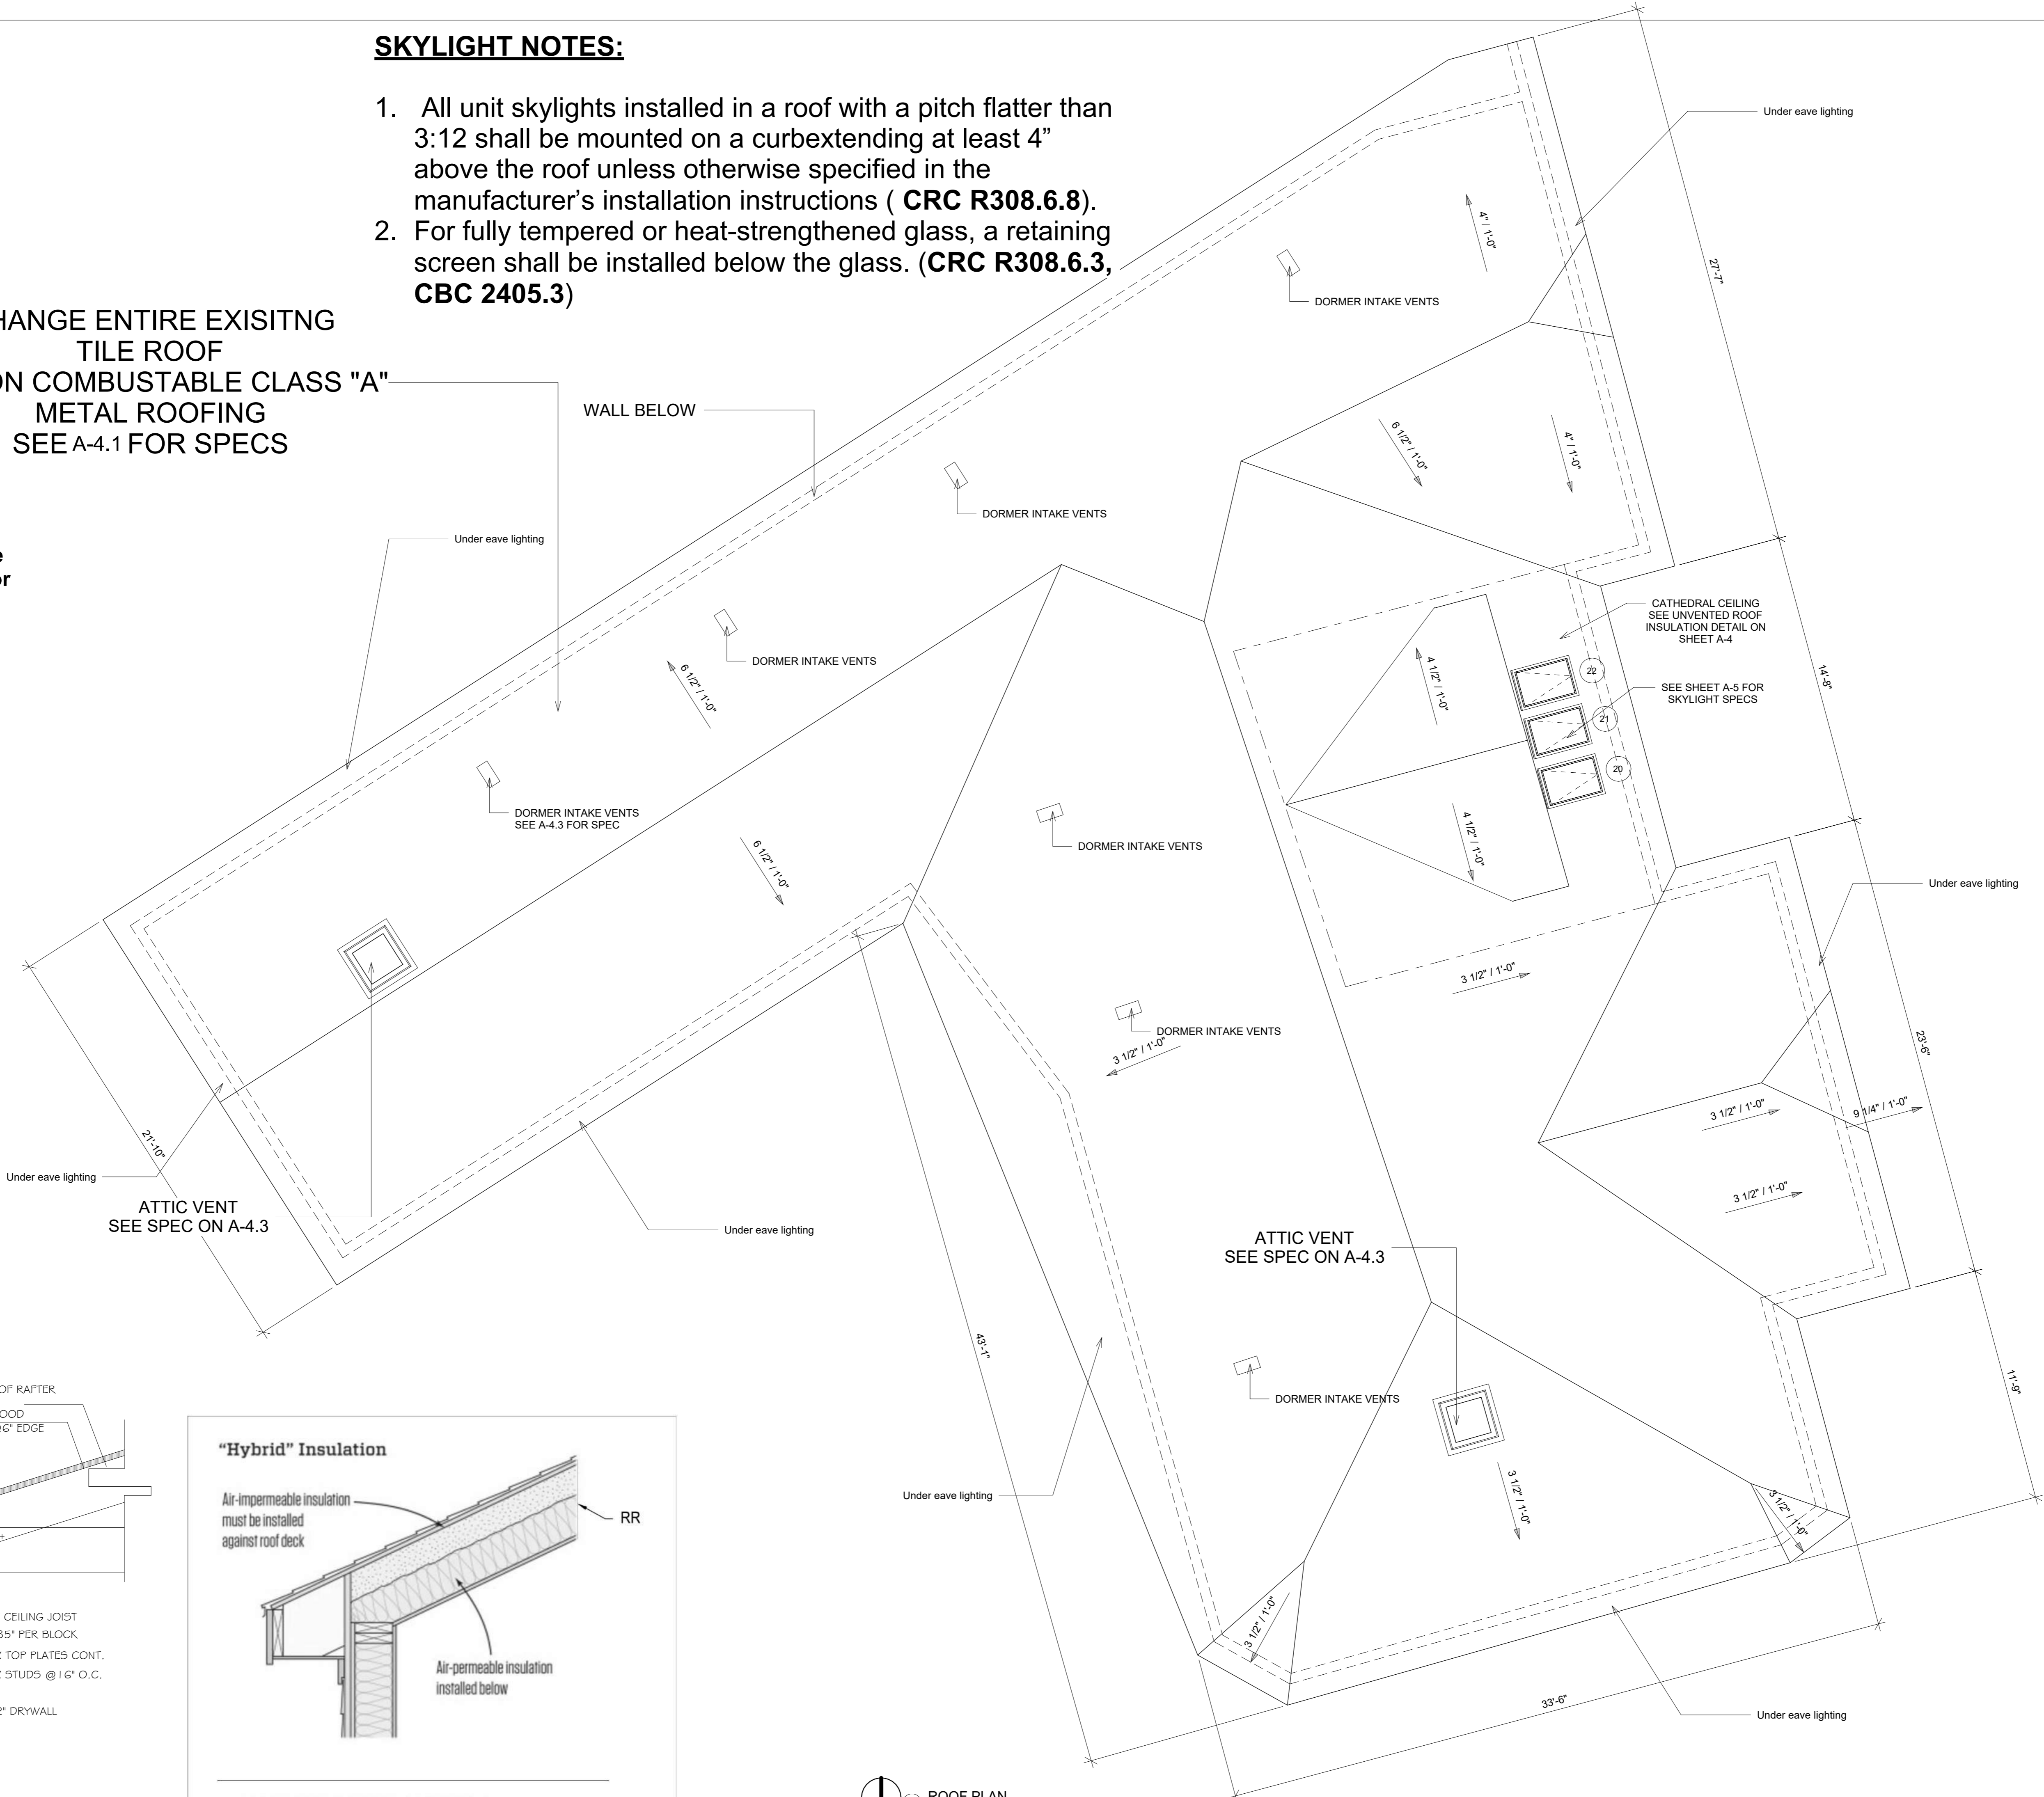 SKYLIGHT NOTES:
1. All unit skylights installed in a roof with a pitch flatter than
3:12 shall be mounted on a curbextending at least 4”
above the roof unless otherwise specified in the
manufacturer’s installation instructions ( CRC R308.6.8).
2. For fully tempered or heat-strengthened glass, a retaining
screen shall be installed below the glass. (CRC R308.6.3,
CBC 2405.3)
HANGE ENTIRE EXISITNG
TILE ROOF
ON COMBUSTABLE CLASS "A"
METAL ROOFING
SEE A-4.1 FOR SPECS
WALL BELOW
Under eave lighting
Under eave lighting
27'-7"
4" / 1'-0"
DORMER INTAKE VENTS
6 1/2" / 1'-0"
4" / 1'-0"
DORMER INTAKE VENTS
e
or
CATHEDRAL CEILING
SEE UNVENTED ROOF
INSULATION DETAIL ON
SHEET A-4
DORMER INTAKE VENTS
6 1/2" / 1'-0"
4 1/2" / 1'-0"
22
14'-8"
SEE SHEET A-5 FOR
SKYLIGHT SPECS
21
20
DORMER INTAKE VENTS
SEE A-4.3 FOR SPEC
4 1/2" / 1'-0"
DORMER INTAKE VENTS
6 1/2" / 1'-0"
Under eave lighting
3 1/2" / 1'-0"
DORMER INTAKE VENTS
3 1/2" / 1'-0"
23'-6"
3 1/2" / 1'-0"
9 1/4" / 1'-0"
21'-10"
Under eave lighting
3 1/2" / 1'-0"
ATTIC VENT
SEE SPEC ON A-4.3
Under eave lighting
ATTIC VENT
SEE SPEC ON A-4.3
43'-1"
11'-9"
DORMER INTAKE VENTS
Under eave lighting
3 1/2" / 1'-0"
3 1/2" / 1'-0"
3 1/2" / 1'-0"
33'-6"
Under eave lighting
OF RAFTER
OOD
6" EDGE
CEILING JOIST
35" PER BLOCK
TOP PLATES CONT.
STUDS @16" O.C.
2" DRYWALL
“Hybrid” Insulation
Air-impermeable insulation
must be installed
against roof deck
RR
Air-permeable insulation
installed below
ROOF PLAN